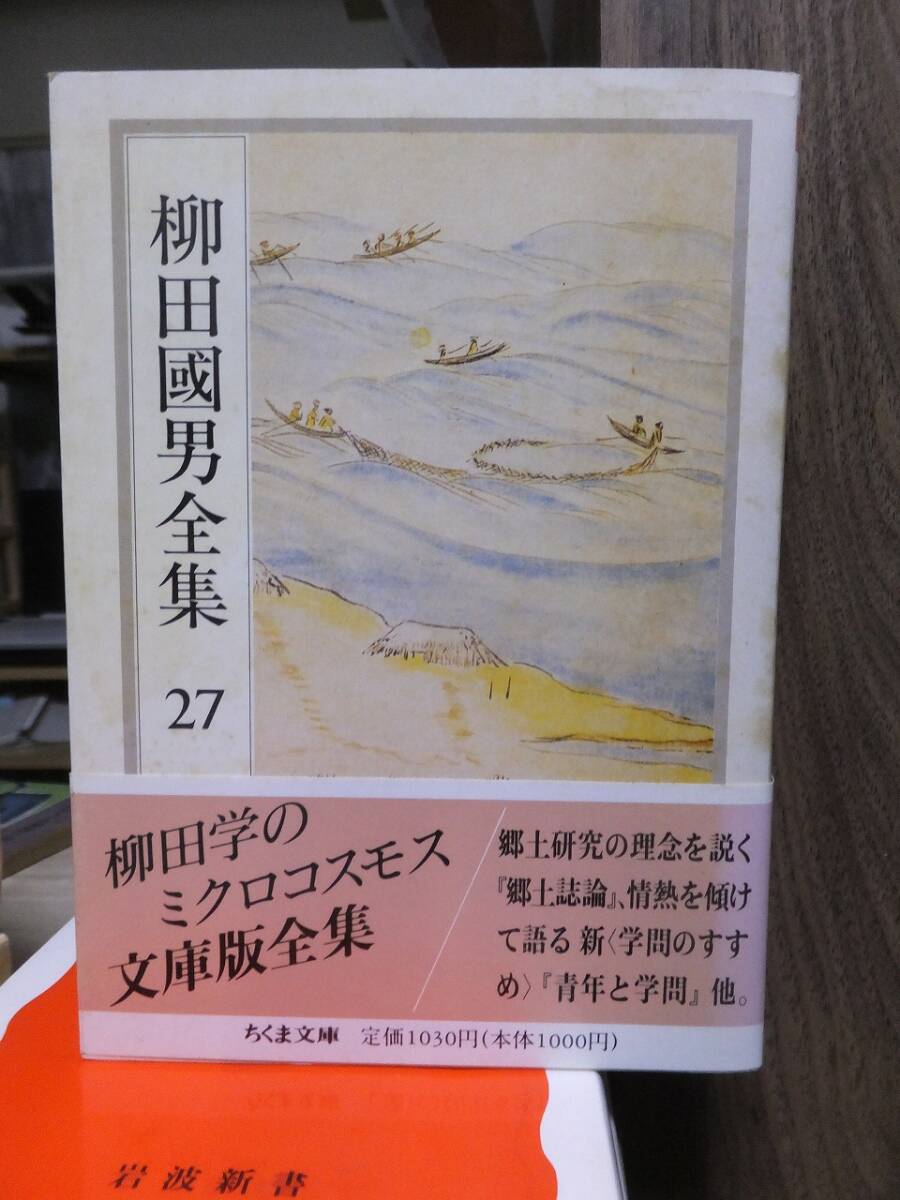 柳田國男全集
27
柳田学の
ミクロコスモス
文庫版全集
郷土研究の理念を説く
『郷土誌論』、情熱を傾け
て語る 新〈学問のすす
め〉『青年と学問』他。
ちくま文庫 定価1030円(本体1000円)
岩波新書